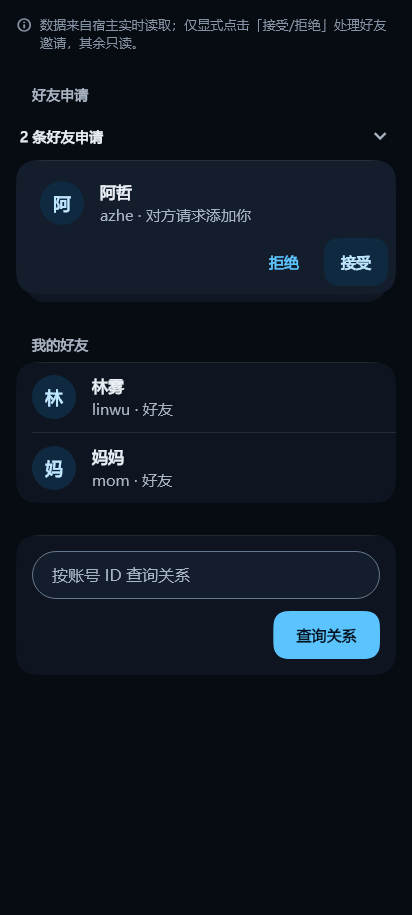 数据来自宿主实时读取；仅显式点击「接受/拒绝」处理好友
邀请，其余只读。
好友申请
2 条好友申请
阿
阿哲
azhe · 对方请求添加你
拒绝
接受
我的好友
林
林雾
linwu · 好友
妈
妈妈
mom · 好友
按账号 ID 查询关系
查询关系